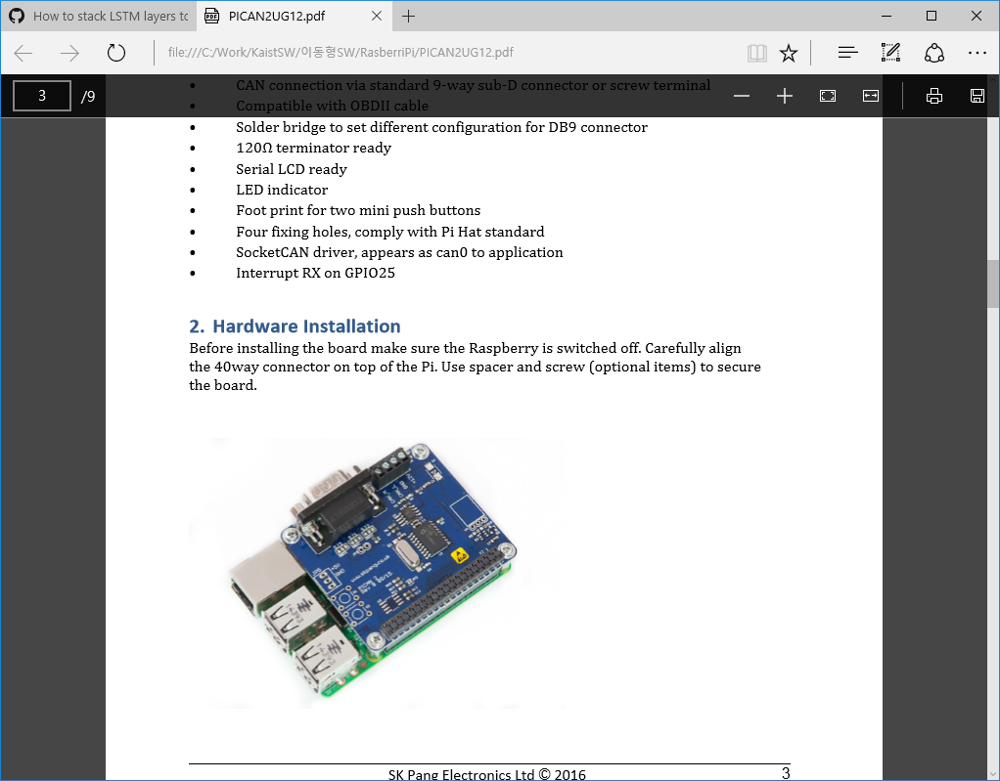 How to stack LSTM layers to
PICAN2UG12.pdf
file:///C:/Work/KaistSW/이동형SW/RasberriPi/PICAN2UG12.pdf
3 /9
• CAN connection via standard 9-way sub-D connector or screw terminal
• Compatible with OBDII cable
• Solder bridge to set different configuration for DB9 connector
• 120Ω terminator ready
• Serial LCD ready
• LED indicator
• Foot print for two mini push buttons
• Four fixing holes, comply with Pi Hat standard
• SocketCAN driver, appears as can0 to application
• Interrupt RX on GPIO25
2. Hardware Installation
Before installing the board make sure the Raspberry is switched off. Carefully align
the 40way connector on top of the Pi. Use spacer and screw (optional items) to secure
the board.
SK Pang Electronics Ltd © 2016 3